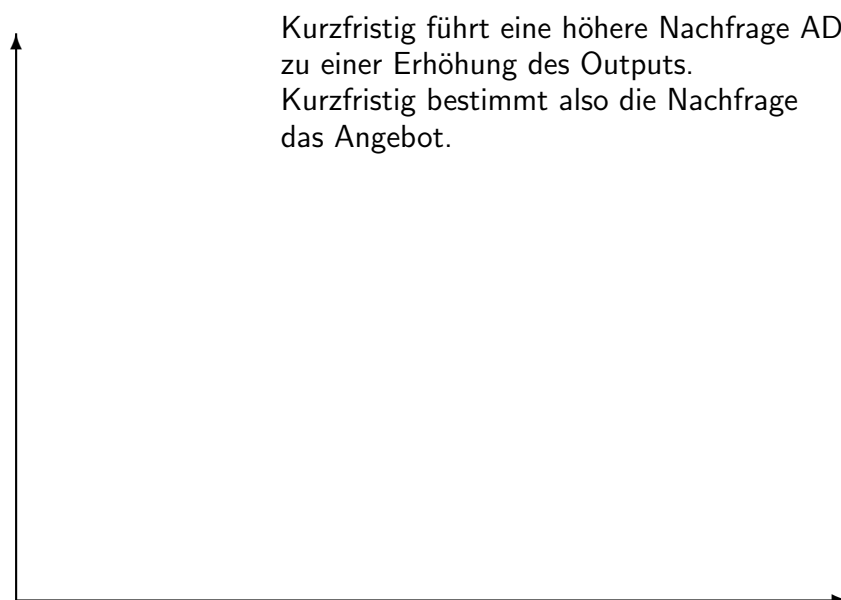 Kurzfristig führt eine höhere Nachfrage AD
zu einer Erhöhung des Outputs.
Kurzfristig bestimmt also die Nachfrage
das Angebot.